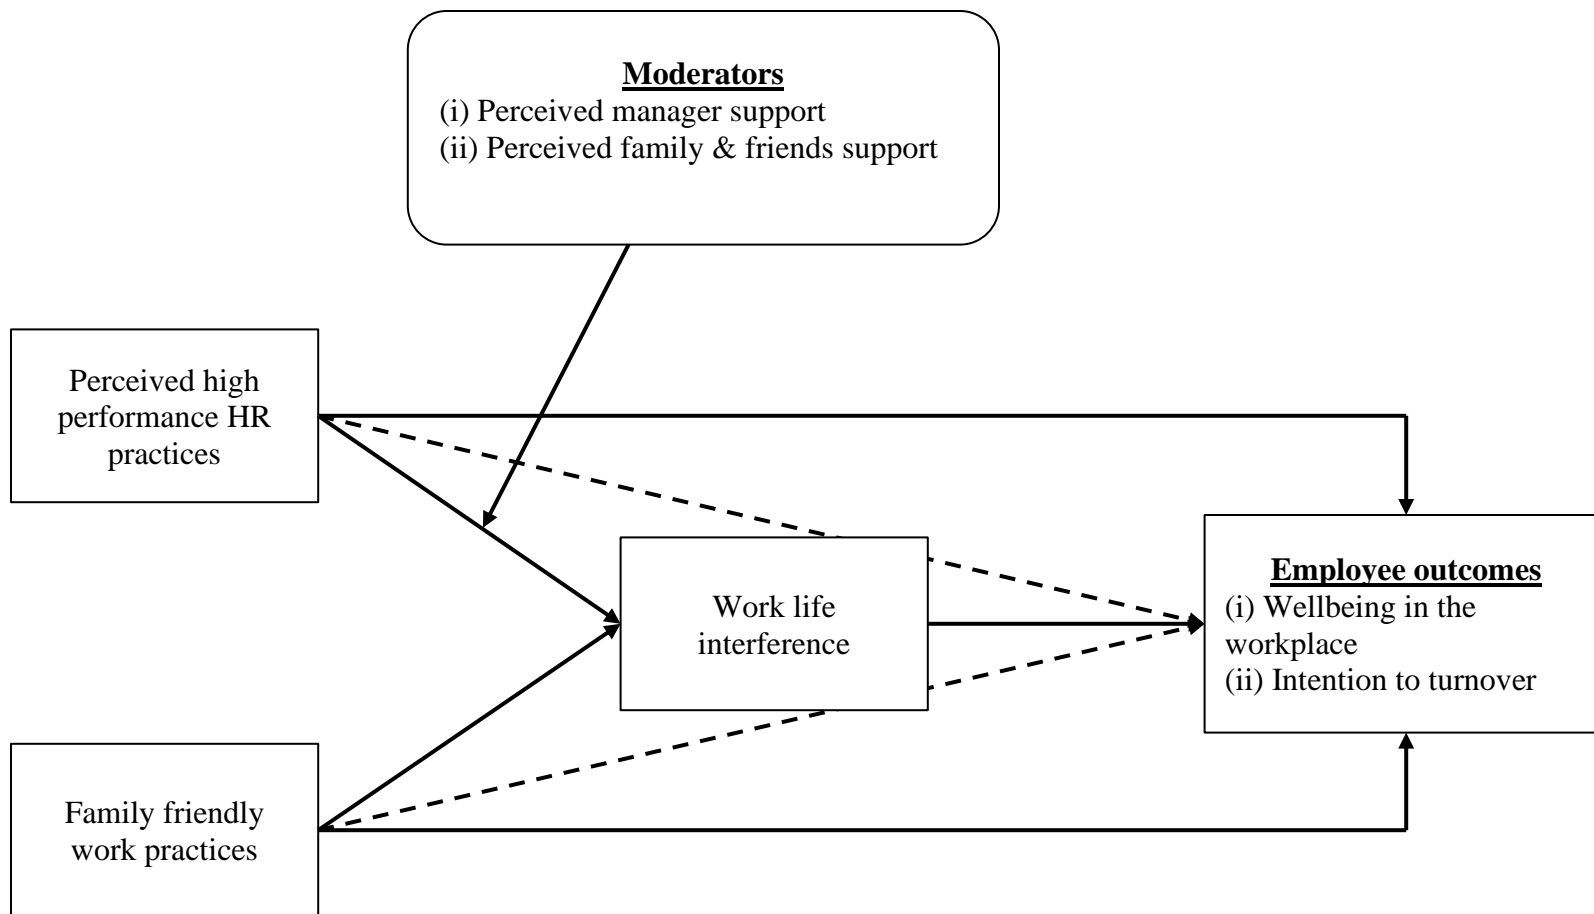 Moderators
(i) Perceived manager support
(ii) Perceived family & friends support
Perceived high
performance HR
practices
Work life
interference
Employee outcomes
(i) Wellbeing in the
workplace
(ii) Intention to turnover
Family friendly
work practices